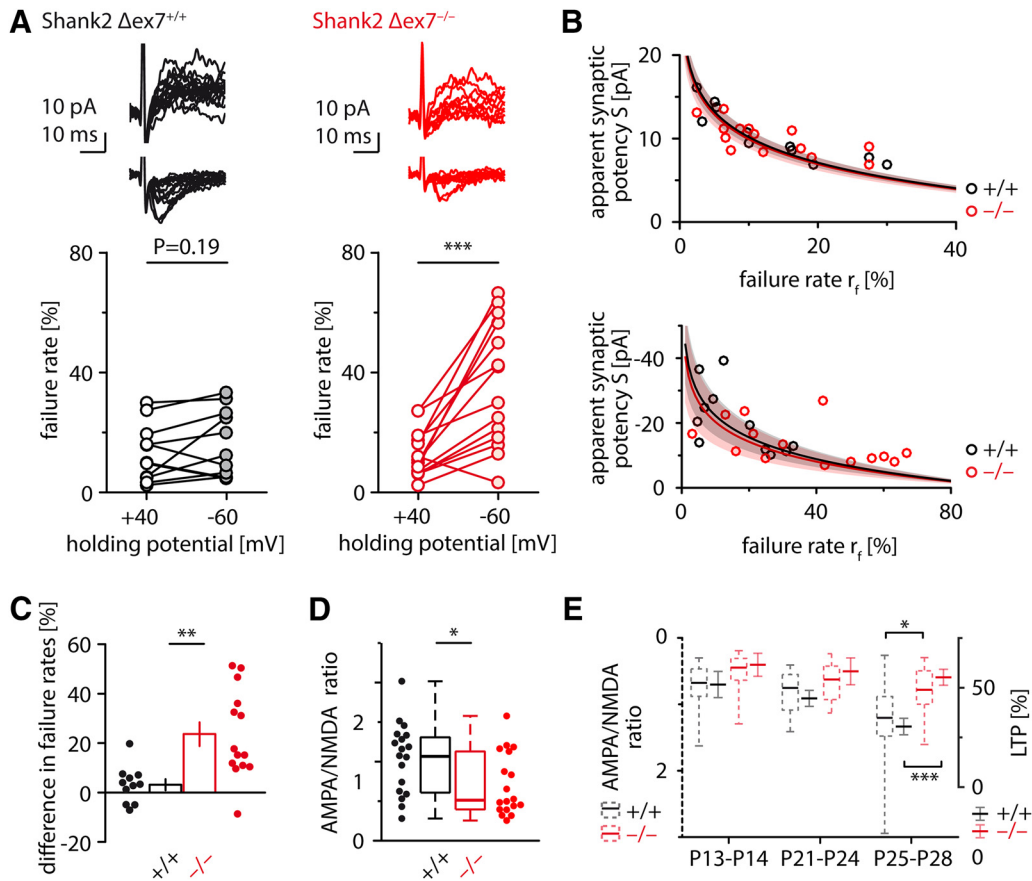 A
Shank2 Δex7+/+
Shank2 Δex7−/−
10 pA
10 ms
10 pA
10 ms
P=0.19
***
80
40
0
failure rate [%]
+40
-60
holding potential [mV]
80
40
0
failure rate [%]
+40
-60
holding potential [mV]
B
apparent synaptic
potency S [pA]
20
10
0
0
20
40
failure rate rf [%]
+/+
−/−
apparent synaptic
potency S [pA]
-40
-20
0
0
40
80
failure rate rf [%]
+/+
−/−
C
difference in failure rates [%]
60
40
20
0
-20
**
+/+
−/−
D
AMPA/NMDA ratio
2
1
0
*
+/+
−/−
E
AMPA/NMDA
ratio
0
2
*
***
50
0
LTP [%]
+/+
−/−
P13-P14
P21-P24
P25-P28
+/+
−/−
0